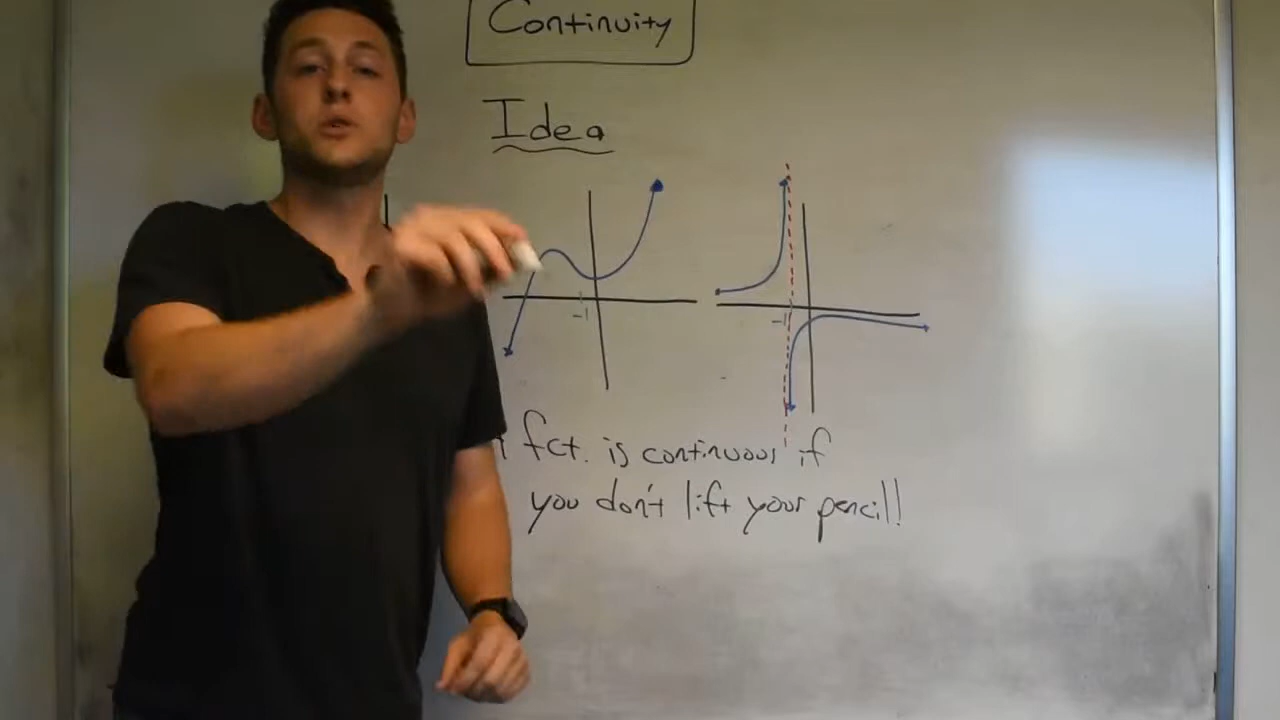 Continuity
Idea
-1
-1
fct. is continuous if
you don't lift your pencil!